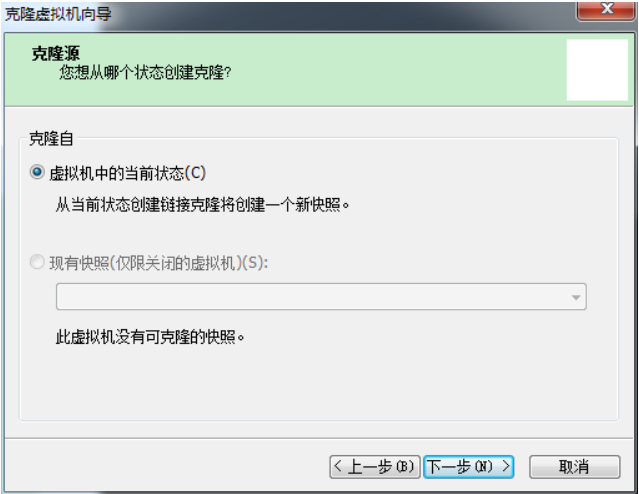 克隆虚拟机向导
克隆源
您想从哪个状态创建克隆?
克隆自
虚拟机中的当前状态(C)
从当前状态创建链接克隆将创建一个新快照。
现有快照(仅限关闭的虚拟机)(S):
此虚拟机没有可克隆的快照。
< 上一步(B) 下一步(N) > 取消